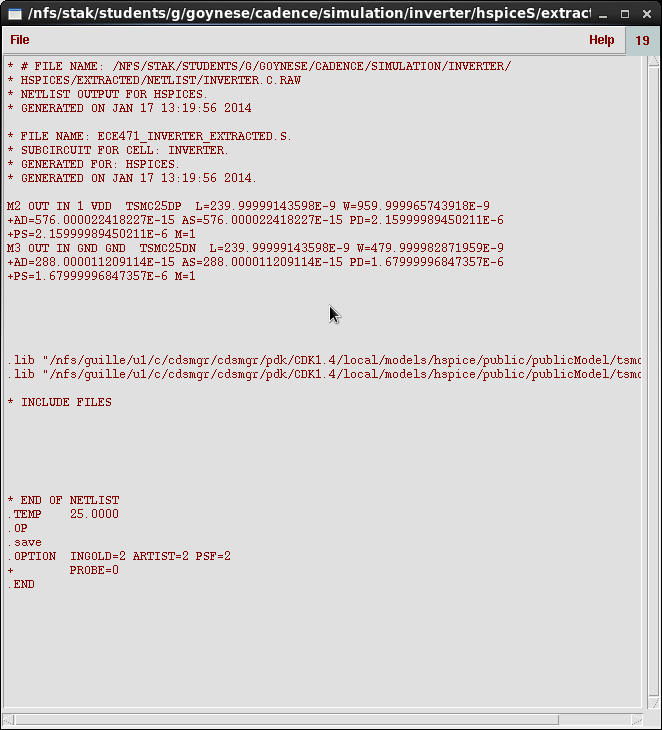 /nfs/stak/students/g/goynese/cadence/simulation/inverter/hspiceS/extract
File Help 19
* # FILE NAME: /NFS/STAK/STUDENTS/G/GOYNESE/CADENCE/SIMULATION/INVERTER/
* HSPICES/EXTRACTED/NETLIST/INVERTER.C.RAW
* NETLIST OUTPUT FOR HSPICES.
* GENERATED ON JAN 17 13:19:56 2014
* FILE NAME: ECE471_INVERTER_EXTRACTED.S.
* SUBCIRCUIT FOR CELL: INVERTER.
* GENERATED FOR: HSPICES.
* GENERATED ON JAN 17 13:19:56 2014.
M2 OUT IN 1 VDD  TSMC25DP  L=239.99999143598E-9 W=959.999965743918E-9
+AD=576.000022418227E-15 AS=576.000022418227E-15 PD=2.15999989450211E-6
+PS=2.15999989450211E-6 M=1
M3 OUT IN GND GND  TSMC25DN  L=239.99999143598E-9 W=479.999982871959E-9
+AD=288.000011209114E-15 AS=288.000011209114E-15 PD=1.67999996847357E-6
+PS=1.67999996847357E-6 M=1
.lib "/nfs/guille/u1/c/cdsmgr/cdsmgr/pdk/CDK1.4/local/models/hspice/public/publicModel/tsmc
.lib "/nfs/guille/u1/c/cdsmgr/cdsmgr/pdk/CDK1.4/local/models/hspice/public/publicModel/tsmc
* INCLUDE FILES
* END OF NETLIST
.TEMP    25.0000
.OP
.save
.OPTION  INGOLD=2 ARTIST=2 PSF=2
+        PROBE=0
.END